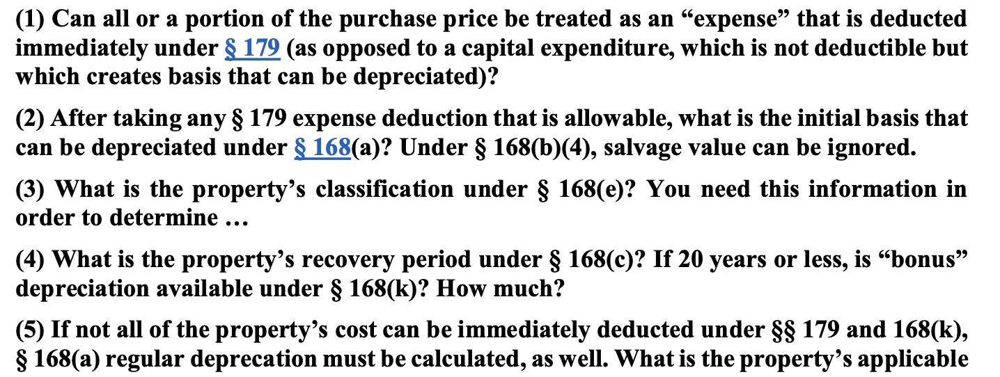 (1) Can all or a portion of the purchase price be treated as an “expense” that is deducted
immediately under § 179 (as opposed to a capital expenditure, which is not deductible but
which creates basis that can be depreciated)?
(2) After taking any § 179 expense deduction that is allowable, what is the initial basis that
can be depreciated under § 168(a)? Under § 168(b)(4), salvage value can be ignored.
(3) What is the property’s classification under § 168(e)? You need this information in
order to determine …
(4) What is the property’s recovery period under § 168(c)? If 20 years or less, is “bonus”
depreciation available under § 168(k)? How much?
(5) If not all of the property’s cost can be immediately deducted under §§ 179 and 168(k),
§ 168(a) regular deprecation must be calculated, as well. What is the property’s applicable